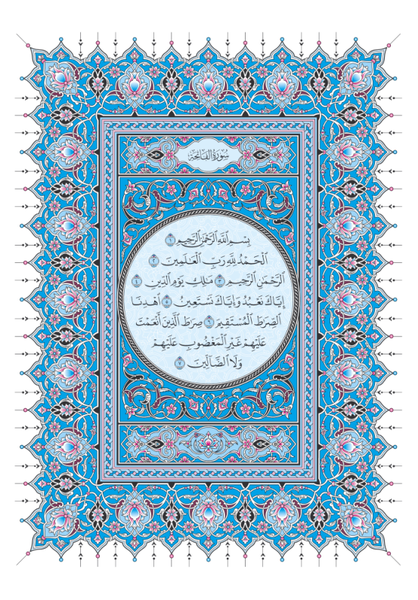 سُورَةُ الفَاتِحَةِ
بِسْمِ ٱللَّهِ ٱلرَّحْمَٰنِ ٱلرَّحِيمِ ١
ٱلْحَمْدُ لِلَّهِ رَبِّ ٱلْعَٰلَمِينَ ٢
ٱلرَّحْمَٰنِ ٱلرَّحِيمِ ٣ مَٰلِكِ يَوْمِ ٱلدِّينِ ٤
إِيَّاكَ نَعْبُدُ وَإِيَّاكَ نَسْتَعِينُ ٥ ٱهْدِنَا
ٱلصِّرَٰطَ ٱلْمُسْتَقِيمَ ٦ صِرَٰطَ ٱلَّذِينَ أَنْعَمْتَ
عَلَيْهِمْ غَيْرِ ٱلْمَغْضُوبِ عَلَيْهِمْ
وَلَا ٱلضَّآلِّينَ ٧